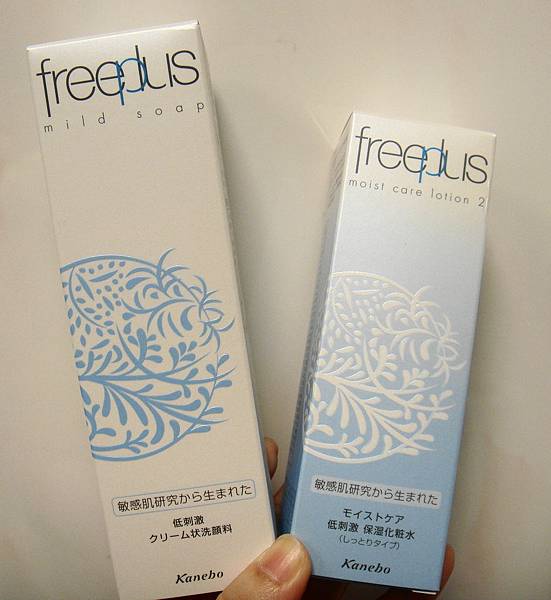 freeplus
mild soap
敏感肌研究から生まれた
低刺激
クリーム状洗顔料
Kanebo
freeplus
moist care lotion 2
敏感肌研究から生まれた
モイストケア
低刺激 保湿化粧水
(しっとりタイプ)
Kanebo